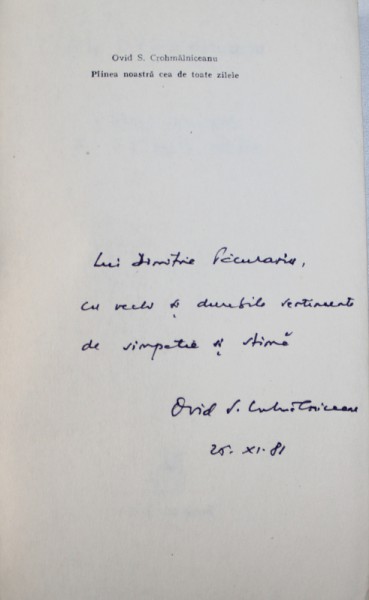 Ovid S. Crohmălniceanu
Pîinea noastră cea de toate zilele
Lui Dimitrie Păcurariu,
cu vechi și durabile sentimente
de simpatie și stimă
Ovid S. Crohmălniceanu
25. XI. 81